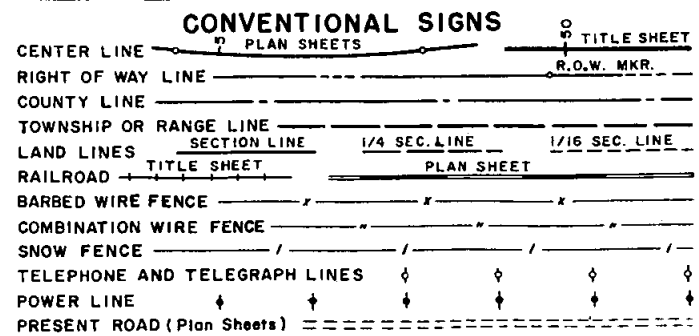 CONVENTIONAL SIGNS
CENTER LINE 5 PLAN SHEETS 50 TITLE SHEET
RIGHT OF WAY LINE R.O.W. MKR.
COUNTY LINE
TOWNSHIP OR RANGE LINE
LAND LINES SECTION LINE 1/4 SEC. LINE 1/16 SEC. LINE
RAILROAD TITLE SHEET PLAN SHEET
BARBED WIRE FENCE x x x
COMBINATION WIRE FENCE " " "
SNOW FENCE / / / /
TELEPHONE AND TELEGRAPH LINES
POWER LINE
PRESENT ROAD (Plan Sheets)